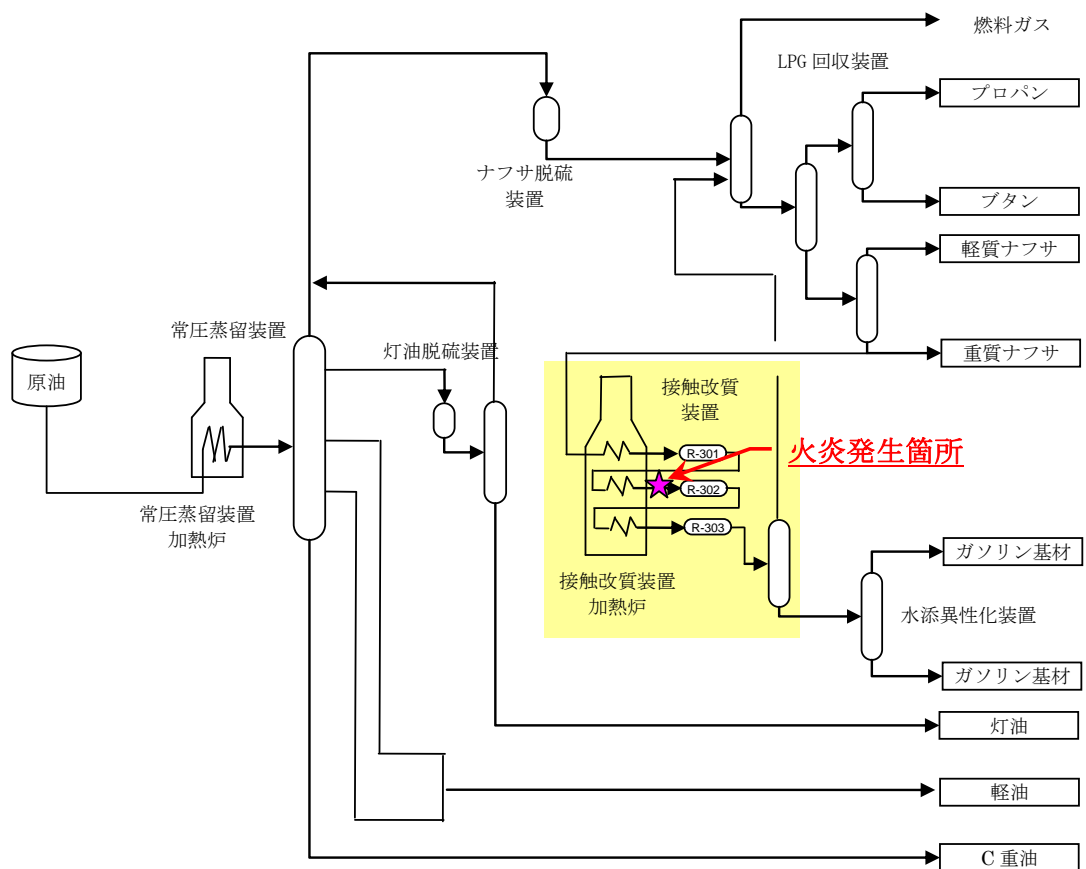 燃料ガス
LPG 回収装置
プロパン
ナフサ脱硫
装置
ブタン
軽質ナフサ
常圧蒸留装置
灯油脱硫装置
重質ナフサ
原油
接触改質
装置
火炎発生箇所
R-301
R-302
R-303
常圧蒸留装置
加熱炉
接触改質装置
加熱炉
ガソリン基材
水添異性化装置
ガソリン基材
灯油
軽油
C 重油